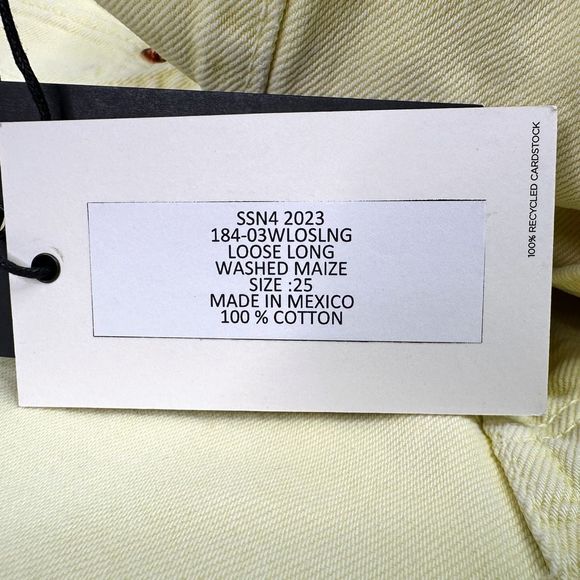 SSN4 2023
184-03WLOSLNG
LOOSE LONG
WASHED MAIZE
SIZE :25
MADE IN MEXICO
100 % COTTON
100% RECYCLED CARDSTOCK